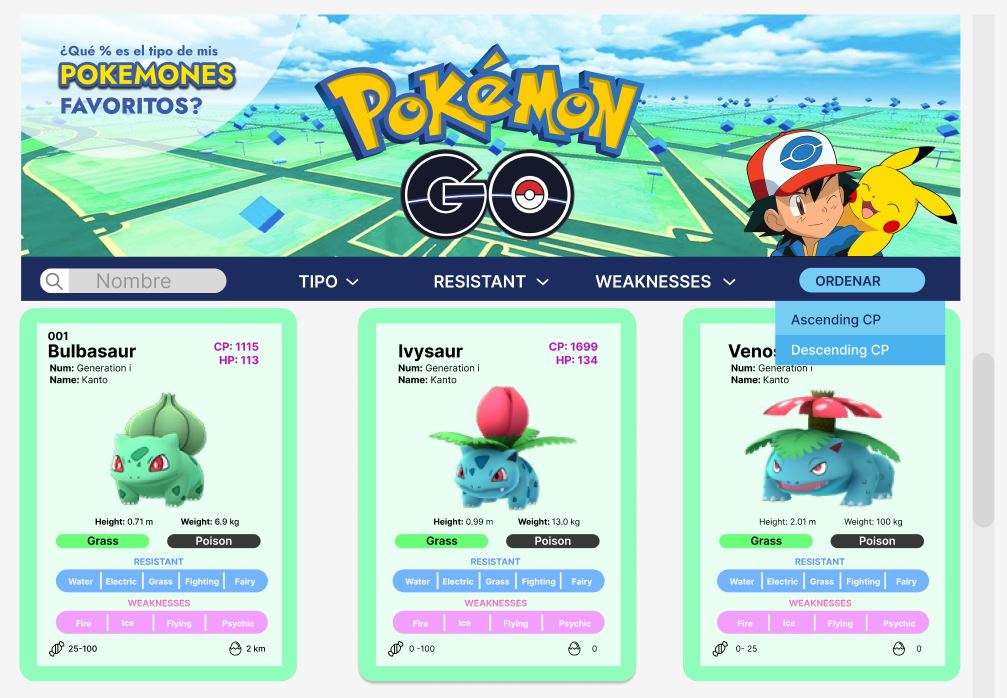 ¿Qué % es el tipo de mis
POKEMONES
FAVORITOS?
POKÉMON
GO
Nombre
TIPO
RESISTANT
WEAKNESSES
ORDENAR
Ascending CP
Descending CP
001
Bulbasaur
CP: 1115
HP: 113
Num: Generation i
Name: Kanto
Height: 0.71 m
Weight: 6.9 kg
Grass
Poison
RESISTANT
Water Electric Grass Fighting Fairy
WEAKNESSES
Fire Ice Flying Psychic
25-100
2 km
Ivysaur
CP: 1699
HP: 134
Num: Generation i
Name: Kanto
Height: 0.99 m
Weight: 13.0 kg
Grass
Poison
RESISTANT
Water Electric Grass Fighting Fairy
WEAKNESSES
Fire Ice Flying Psychic
0 -100
0
Num: Generation i
Name: Kanto
Height: 2.01 m
Weight: 100 kg
Grass
Poison
RESISTANT
Water Electric Grass Fighting Fairy
WEAKNESSES
Fire Ice Flying Psychic
0- 25
0